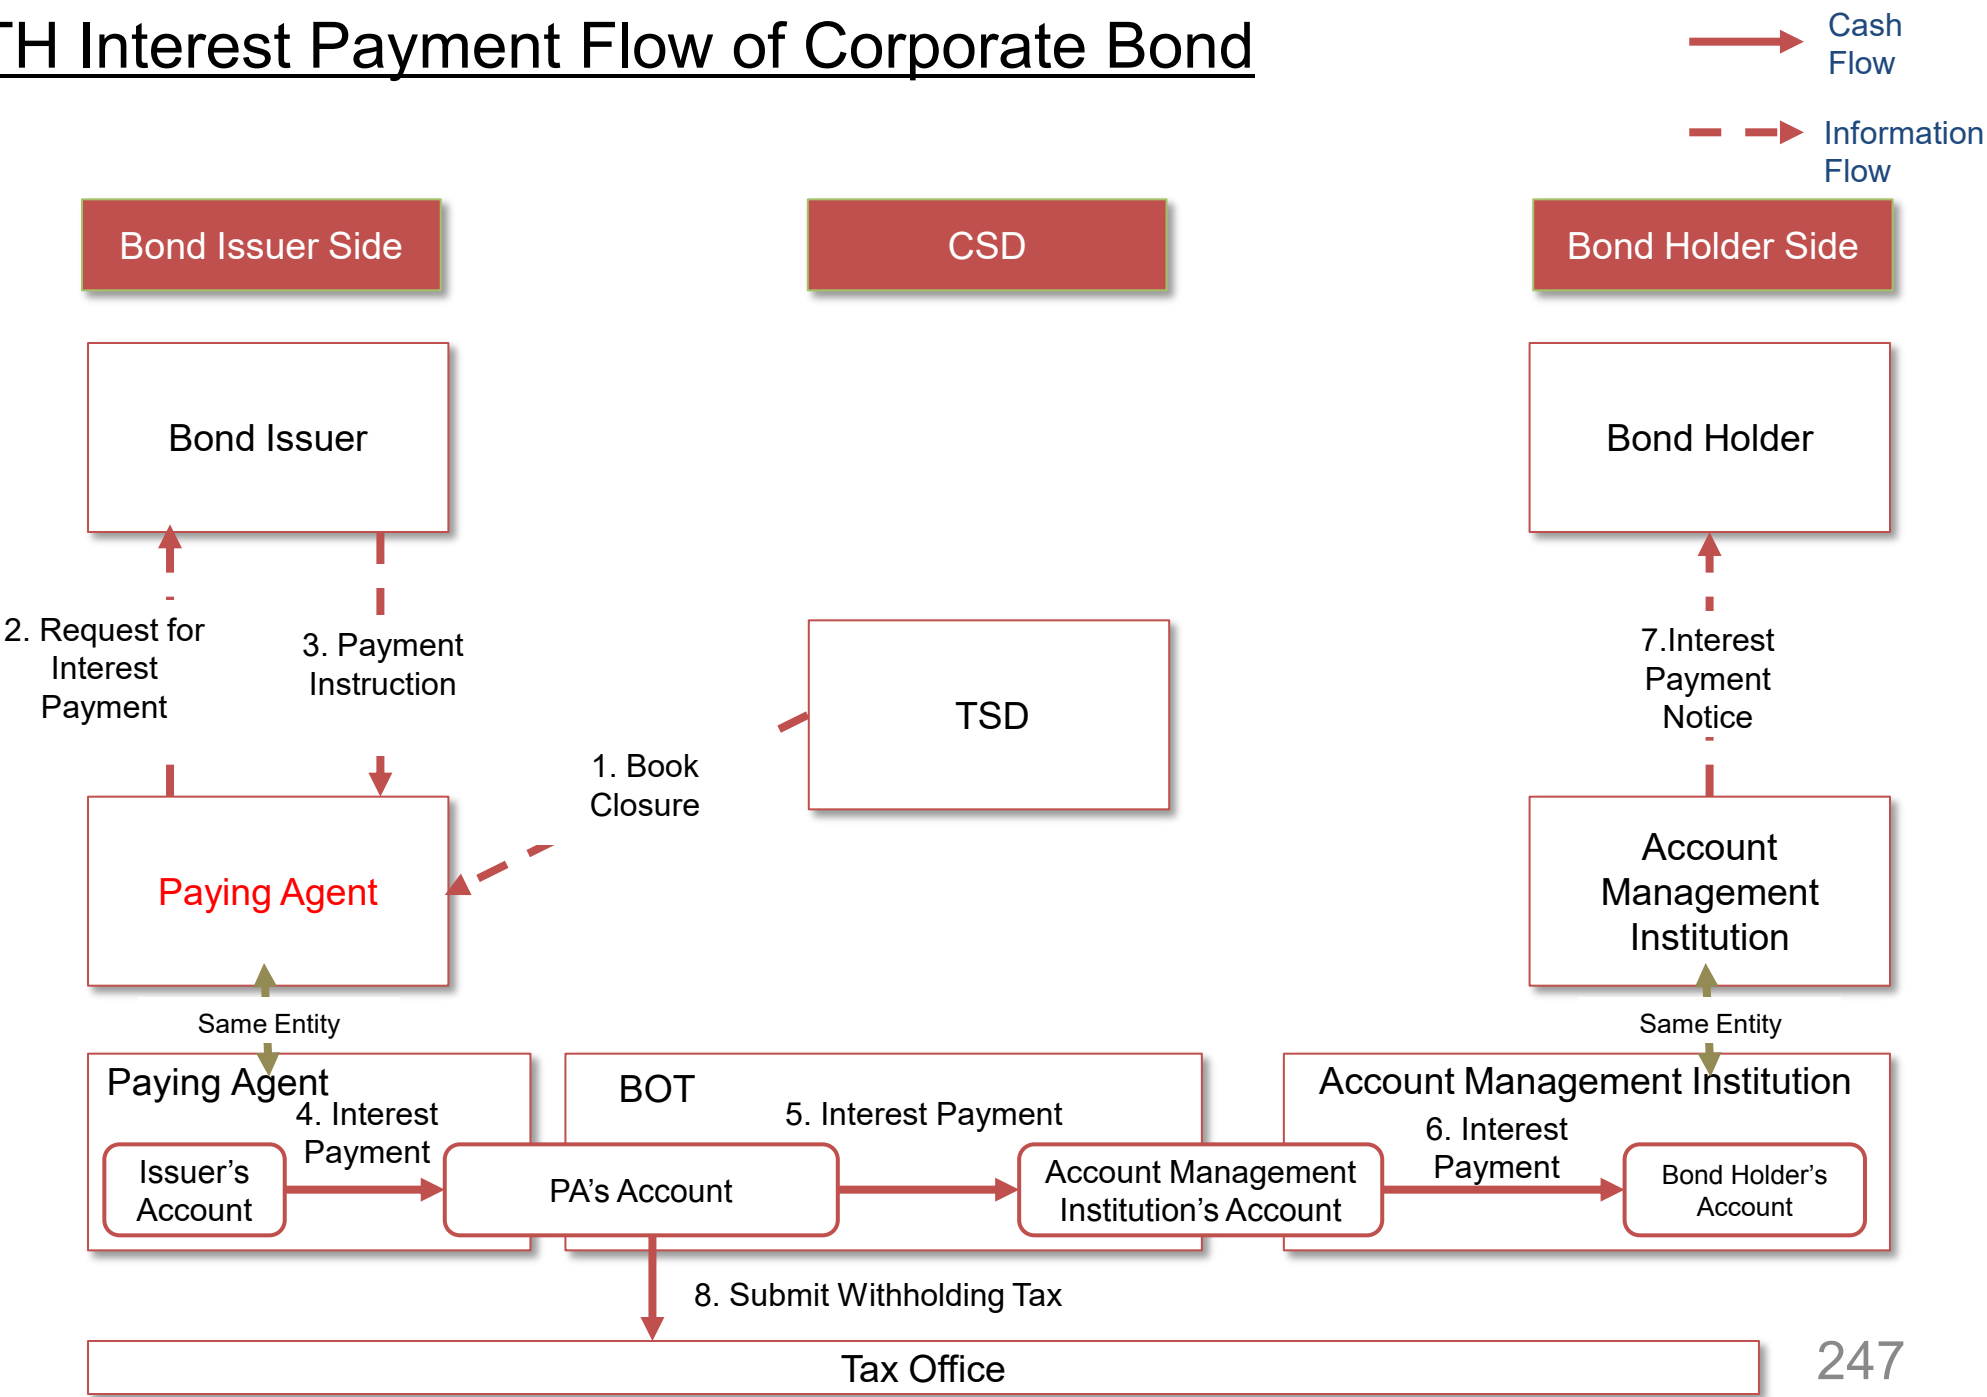 TH Interest Payment Flow of Corporate Bond
Cash
Flow
Information
Flow
Bond Issuer Side
CSD
Bond Holder Side
Bond Issuer
Bond Holder
2. Request for
Interest
Payment
3. Payment
Instruction
TSD
7.Interest
Payment
Notice
1. Book
Closure
Paying Agent
Account
Management
Institution
Same Entity
Same Entity
Paying Agent
4. Interest
Payment
BOT
5. Interest Payment
Account Management Institution
6. Interest
Payment
Issuer’s
Account
PA’s Account
Account Management
Institution’s Account
Bond Holder’s
Account
8. Submit Withholding Tax
Tax Office
247